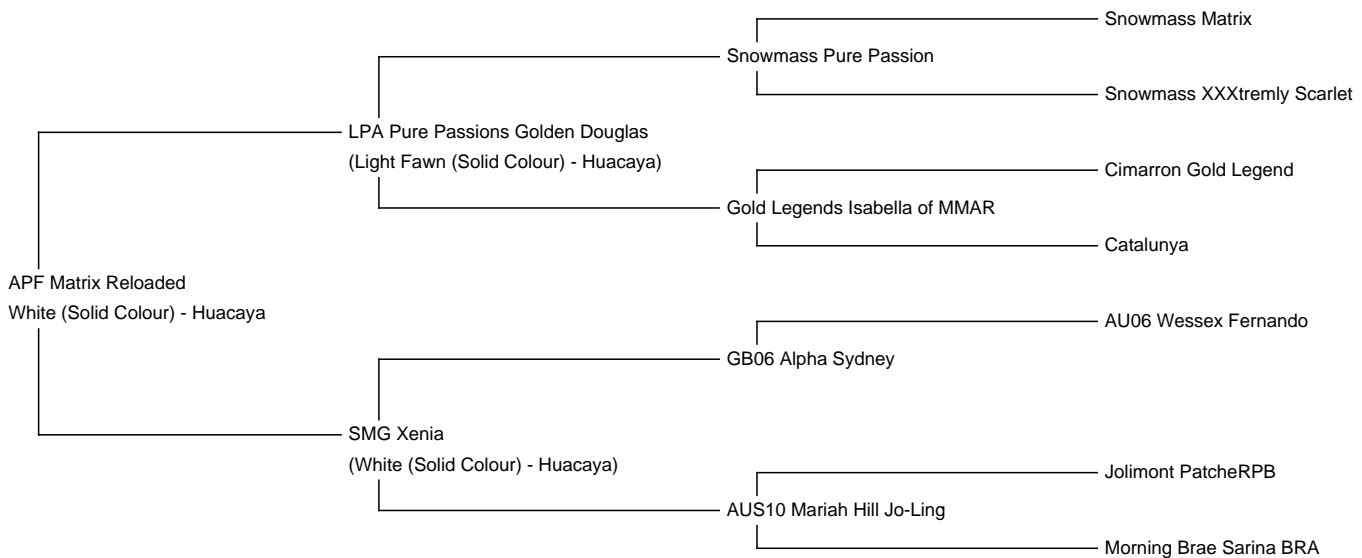 Snowmass Matrix
Snowmass Pure Passion
Snowmass XXXtremly Scarlet
LPA Pure Passions Golden Douglas
(Light Fawn (Solid Colour) - Huacaya)
Cimarron Gold Legend
Gold Legends Isabella of MMAR
Catalunya
APF Matrix Reloaded
White (Solid Colour) - Huacaya
AU06 Wessex Fernando
GB06 Alpha Sydney
SMG Xenia
(White (Solid Colour) - Huacaya)
Jolimont PatcheRPB
AUS10 Mariah Hill Jo-Ling
Morning Brae Sarina BRA